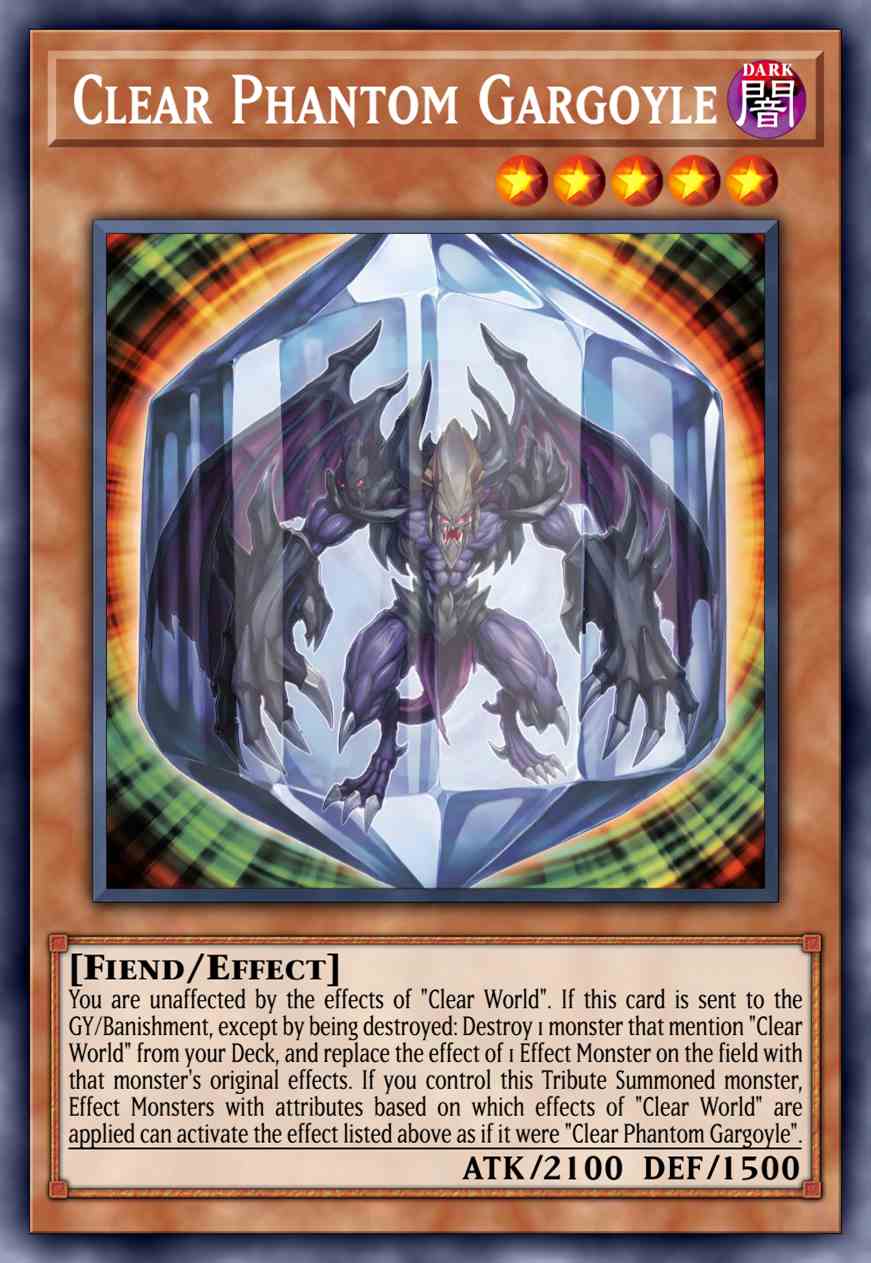 Clear Phantom Gargoyle
DARK
闇
[Fiend/Effect]
You are unaffected by the effects of "Clear World". If this card is sent to the
GY/Banishment, except by being destroyed: Destroy 1 monster that mention "Clear
World" from your Deck, and replace the effect of 1 Effect Monster on the field with
that monster's original effects. If you control this Tribute Summoned monster,
Effect Monsters with attributes based on which effects of "Clear World" are
applied can activate the effect listed above as if it were "Clear Phantom Gargoyle".
ATK/2100 DEF/1500